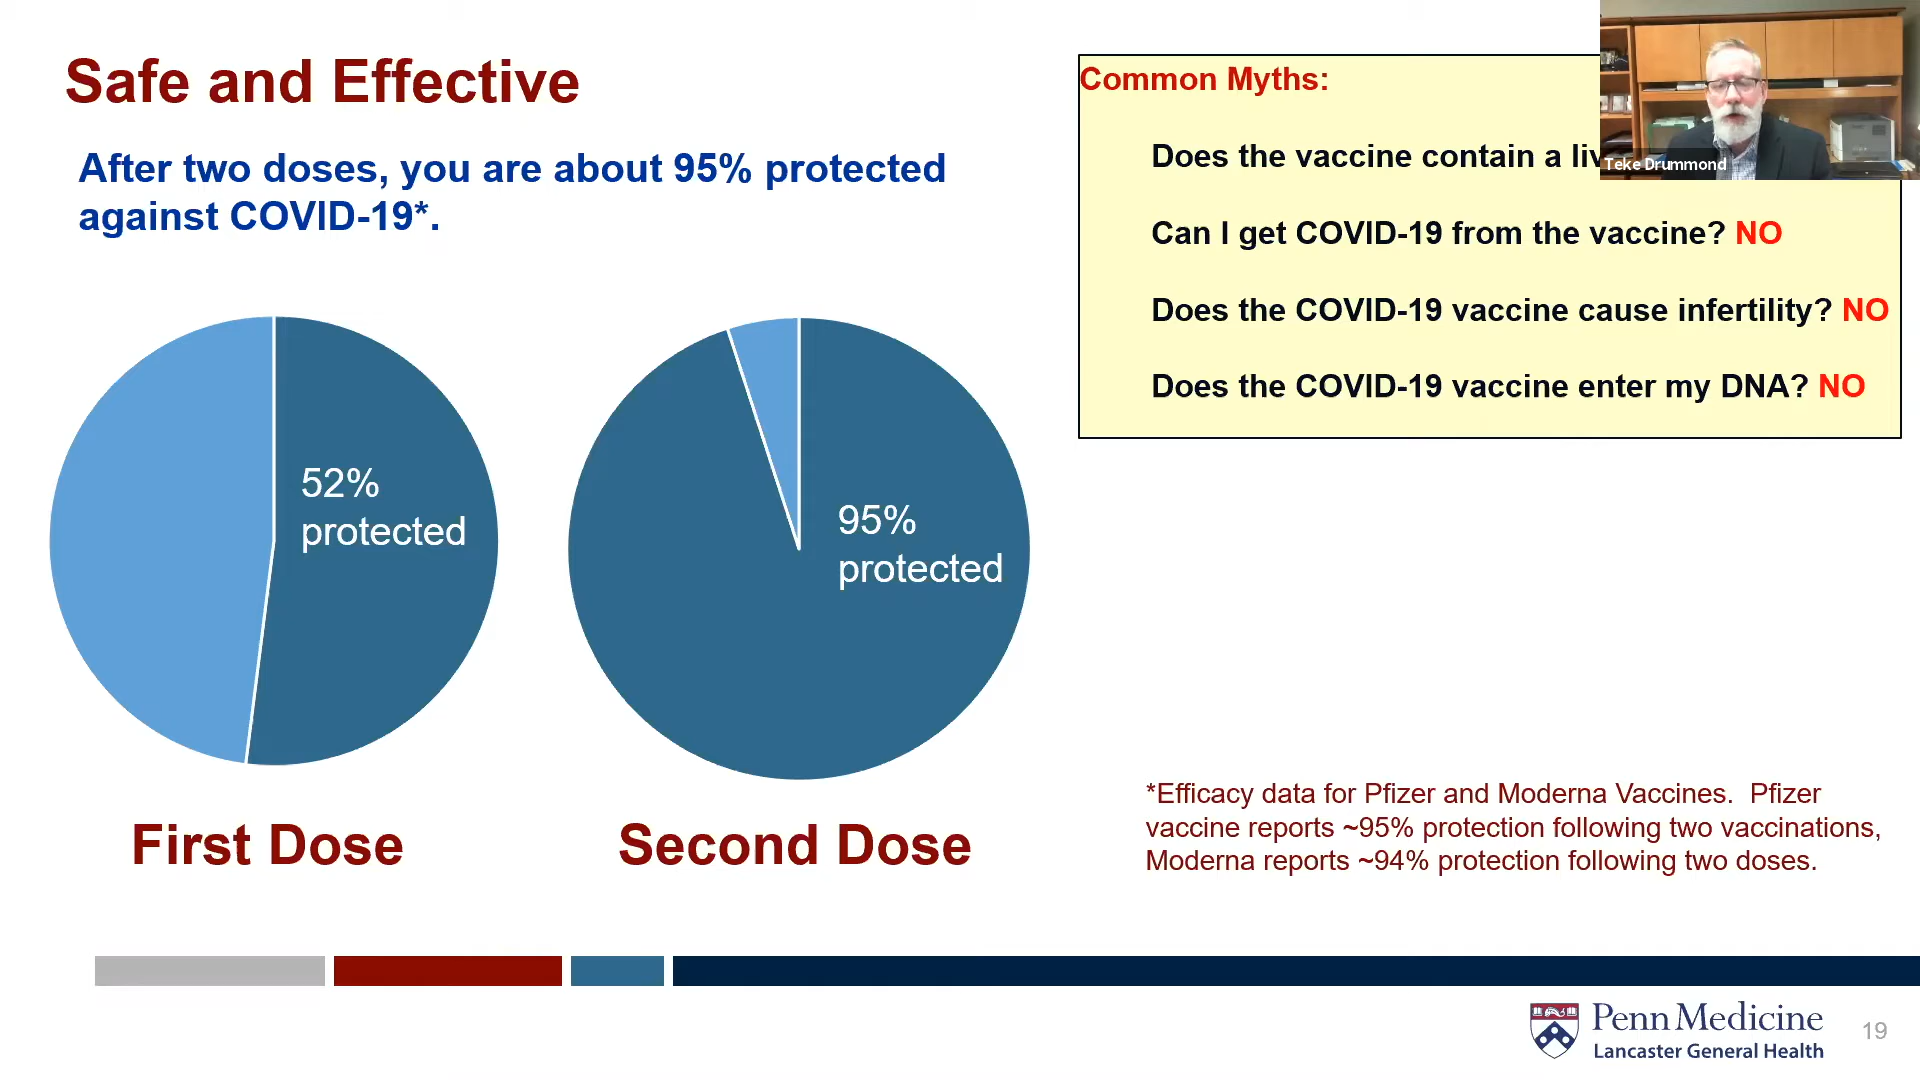 Safe and Effective
After two doses, you are about 95% protected
against COVID-19*.
52%
protected
95%
protected
First Dose
Second Dose
Common Myths:
Does the vaccine contain a
Can I get COVID-19 from the vaccine? NO
Does the COVID-19 vaccine cause infertility? NO
Does the COVID-19 vaccine enter my DNA? NO
Teke Drummond
*Efficacy data for Pfizer and Moderna Vaccines. Pfizer
vaccine reports ~95% protection following two vaccinations,
Moderna reports ~94% protection following two doses.
Penn Medicine
Lancaster General Health
19